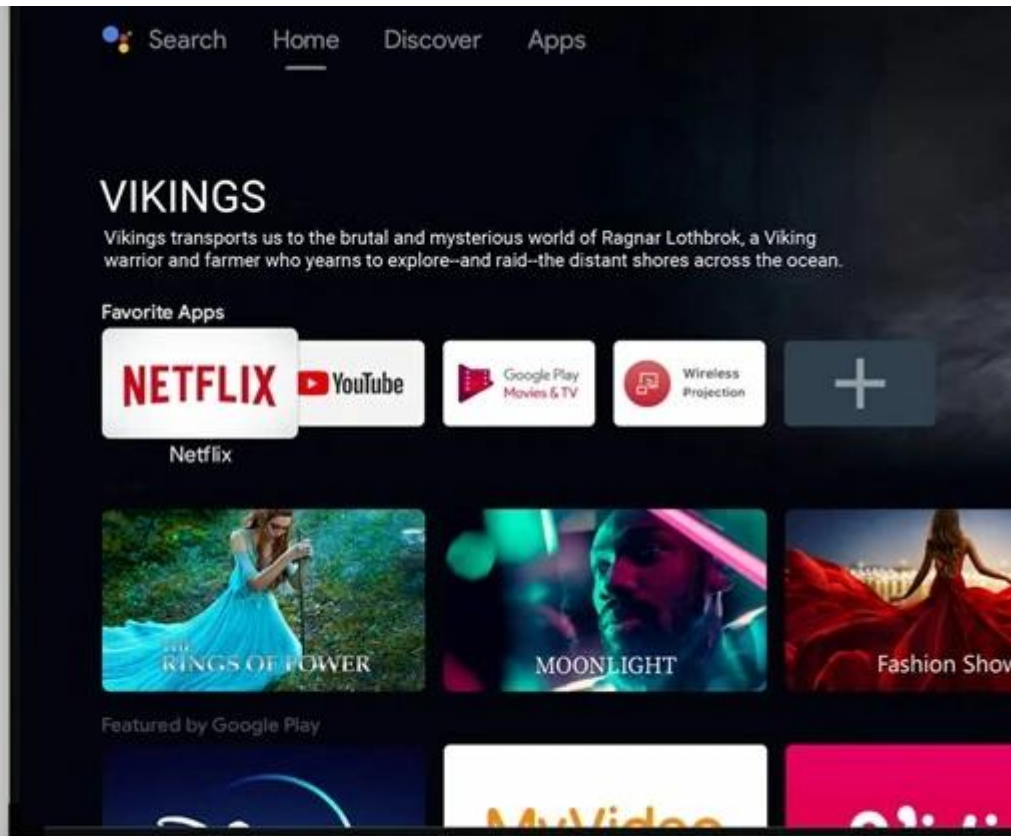 Search Home Discover Apps
VIKINGS
Vikings transports us to the brutal and mysterious world of Ragnar Lothbrok, a Viking
warrior and farmer who yearns to explore--and raid--the distant shores across the ocean.
Favorite Apps
NETFLIX
YouTube
Google Play
Movies & TV
Wireless
Projection
Netflix
THE
RINGS OF POWER
MOONLIGHT
Fashion Show
Featured by Google Play
MyVideo